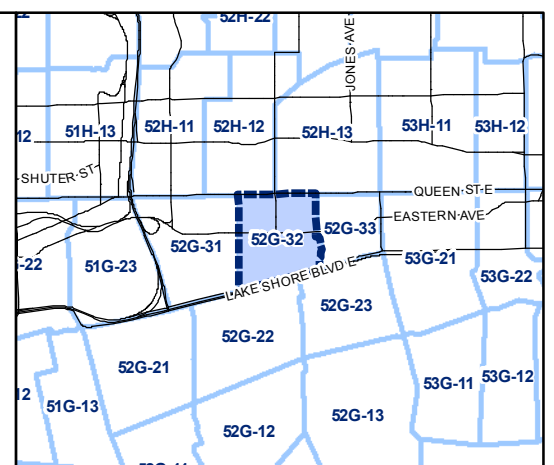 52H-22
JONES AVE
12
51H-13
52H-11
52H-12
52H-13
53H-11
53H-12
SHUTER ST
QUEEN ST E
EASTERN AVE
-22
51G-23
52G-31
52G-32
52G-33
53G-21
53G-22
LAKE SHORE BLVD E
52G-23
52G-22
52G-21
12
51G-13
52G-12
52G-13
53G-11
53G-12